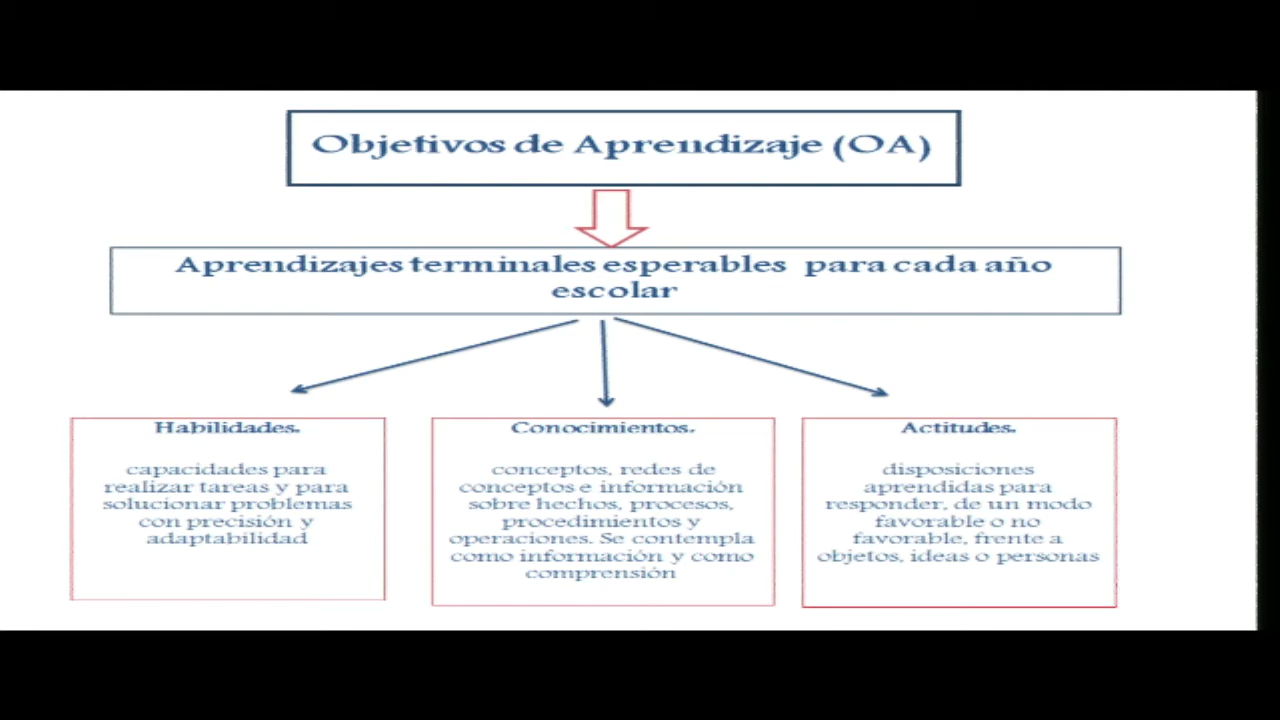 Objetivos de Aprendizaje (OA)
Aprendizajes terminales esperables para cada año
escolar
Habilidades.
capacidades para
realizar tareas y para
solucionar problemas
con precisión y
adaptabilidad
Conocimientos.
conceptos, redes de
conceptos e información
sobre hechos, procesos,
procedimientos y
operaciones. Se contempla
como información y como
comprensión
Actitudes.
disposiciones
aprendidas para
responder, de un modo
favorable o no
favorable, frente a
objetos, ideas o personas